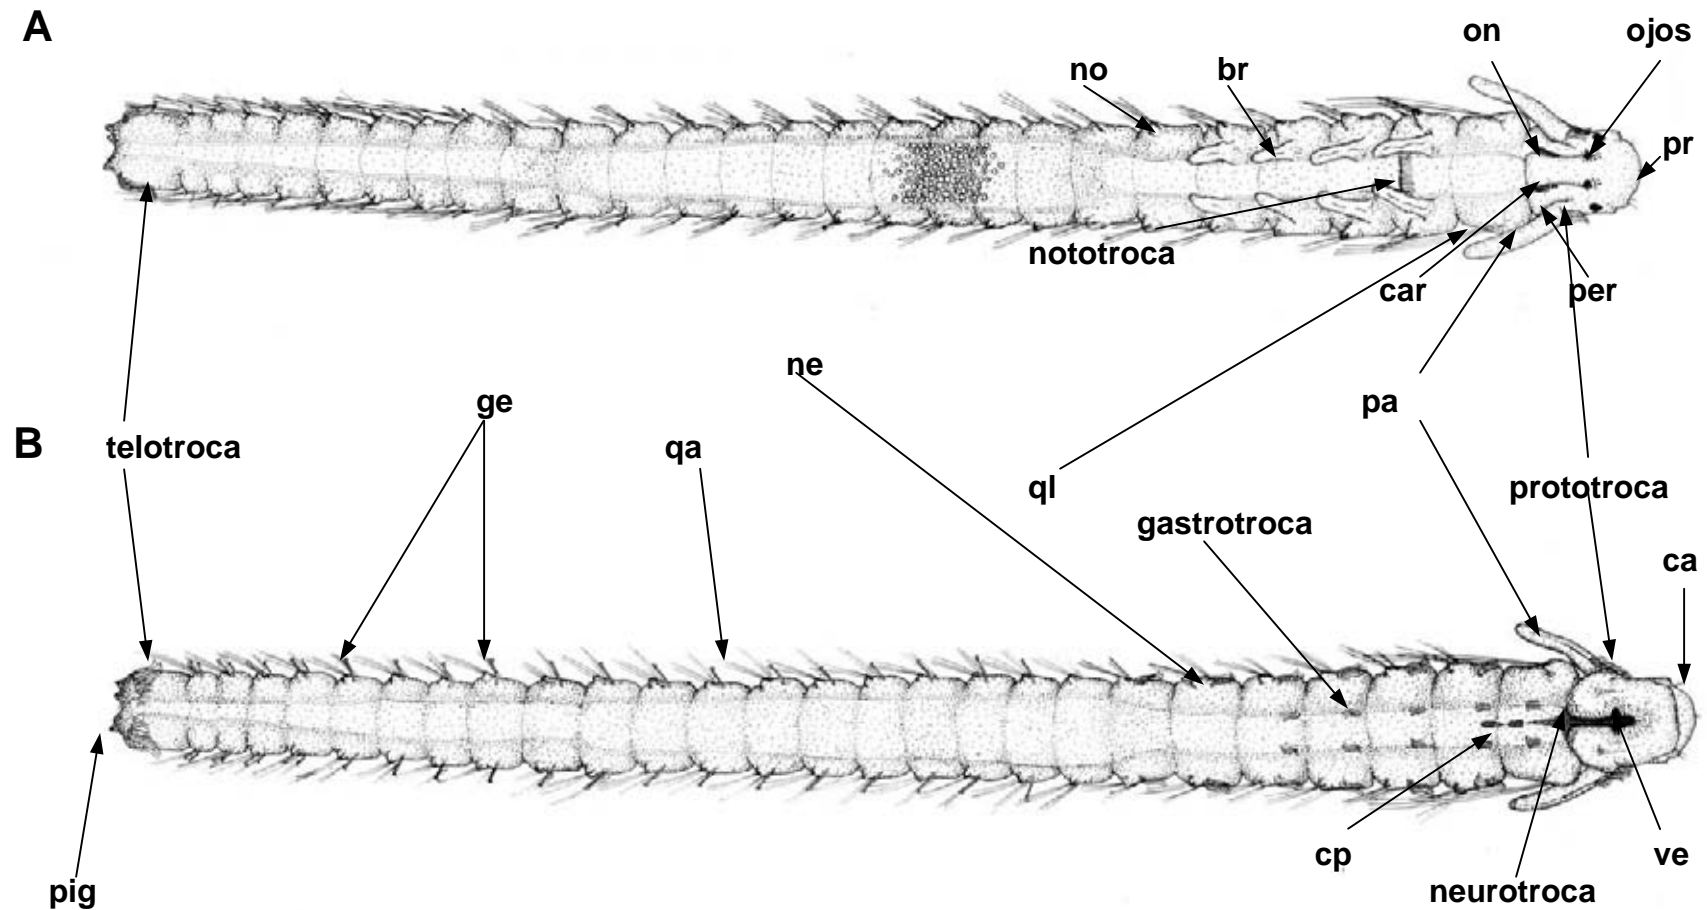 A
on
ojos
no
br
pr
nototroca
car
per
ne
ge
pa
B
telotroca
qa
ql
prototroca
gastrotroca
ca
cp
ve
pig
neurotroca